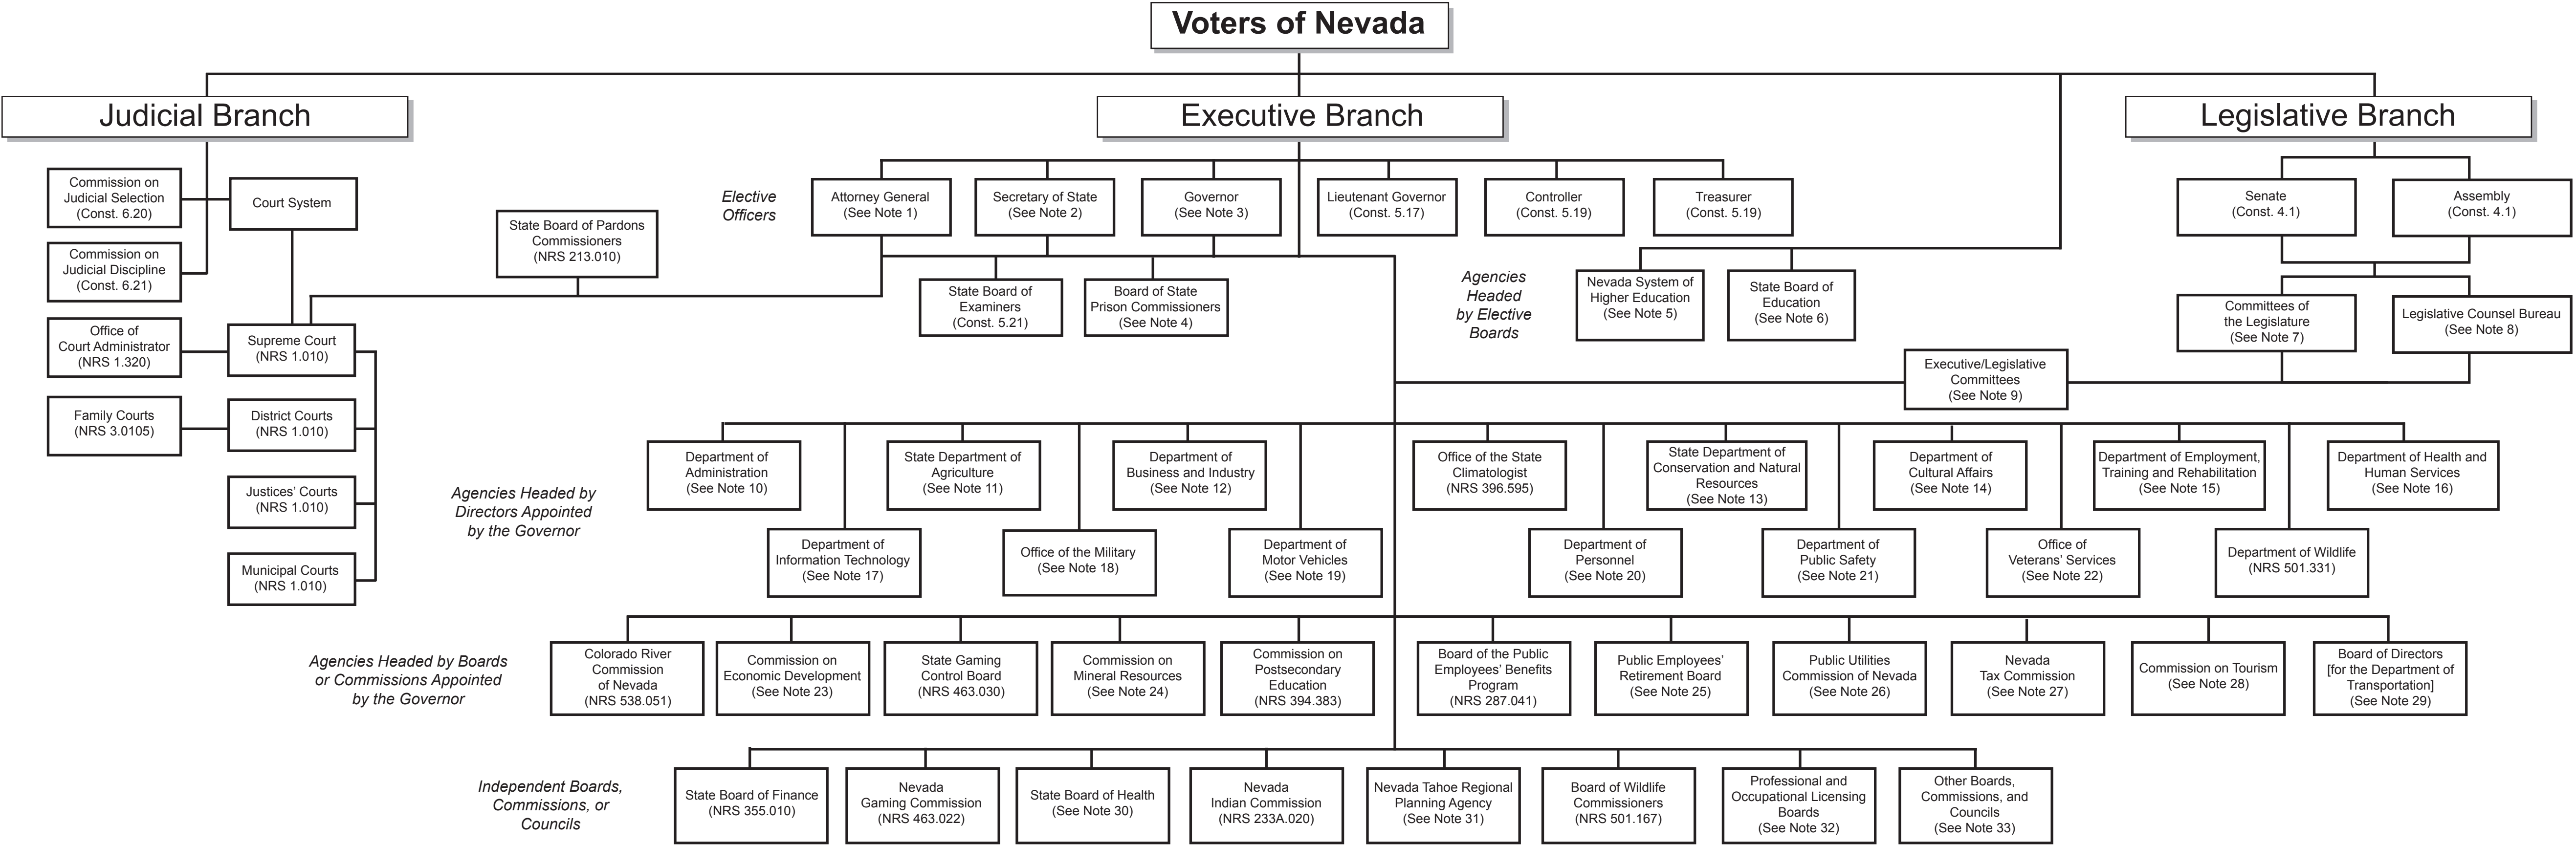 Voters of Nevada
Judicial Branch
Executive Branch
Legislative Branch
Commission on
Judicial Selection
(Const. 6.20)
Court System
Commission on
Judicial Discipline
(Const. 6.21)
Office of
Court Administrator
(NRS 1.320)
Supreme Court
(NRS 1.010)
Family Courts
(NRS 3.0105)
District Courts
(NRS 1.010)
Justices' Courts
(NRS 1.010)
Municipal Courts
(NRS 1.010)
State Board of Pardons
Commissioners
(NRS 213.010)
Elective
Officers
Attorney General
(See Note 1)
Secretary of State
(See Note 2)
Governor
(See Note 3)
Lieutenant Governor
(Const. 5.17)
Controller
(Const. 5.19)
Treasurer
(Const. 5.19)
State Board of
Examiners
(Const. 5.21)
Board of State
Prison Commissioners
(See Note 4)
Agencies
Headed
by Elective
Boards
Nevada System of
Higher Education
(See Note 5)
State Board of
Education
(See Note 6)
Senate
(Const. 4.1)
Assembly
(Const. 4.1)
Committees of
the Legislature
(See Note 7)
Legislative Counsel Bureau
(See Note 8)
Executive/Legislative
Committees
(See Note 9)
Agencies Headed by
Directors Appointed
by the Governor
Department of
Administration
(See Note 10)
State Department of
Agriculture
(See Note 11)
Department of
Business and Industry
(See Note 12)
Office of the State
Climatologist
(NRS 396.595)
State Department of
Conservation and Natural
Resources
(See Note 13)
Department of
Cultural Affairs
(See Note 14)
Department of Employment,
Training and Rehabilitation
(See Note 15)
Department of Health and
Human Services
(See Note 16)
Department of
Information Technology
(See Note 17)
Office of the Military
(See Note 18)
Department of
Motor Vehicles
(See Note 19)
Department of
Personnel
(See Note 20)
Department of
Public Safety
(See Note 21)
Office of
Veterans' Services
(See Note 22)
Department of Wildlife
(NRS 501.331)
Agencies Headed by Boards
or Commissions Appointed
by the Governor
Colorado River
Commission
of Nevada
(NRS 538.051)
Commission on
Economic Development
(See Note 23)
State Gaming
Control Board
(NRS 463.030)
Commission on
Mineral Resources
(See Note 24)
Commission on
Postsecondary
Education
(NRS 394.383)
Board of the Public
Employees' Benefits
Program
(NRS 287.041)
Public Employees'
Retirement Board
(See Note 25)
Public Utilities
Commission of Nevada
(See Note 26)
Nevada
Tax Commission
(See Note 27)
Commission on Tourism
(See Note 28)
Board of Directors
[for the Department of
Transportation]
(See Note 29)
Independent Boards,
Commissions, or
Councils
State Board of Finance
(NRS 355.010)
Nevada
Gaming Commission
(NRS 463.022)
State Board of Health
(See Note 30)
Nevada
Indian Commission
(NRS 233A.020)
Nevada Tahoe Regional
Planning Agency
(See Note 31)
Board of Wildlife
Commissioners
(NRS 501.167)
Professional and
Occupational Licensing
Boards
(See Note 32)
Other Boards,
Commissions, and
Councils
(See Note 33)